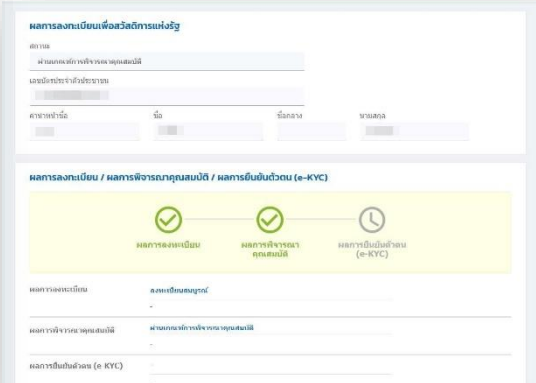 ผลการลงทะเบียนเพื่อสวัสดิการแห่งรัฐ
สถานะ
ผ่านเกณฑ์การพิจารณาคุณสมบัติ
เลขบัตรประจำตัวประชาชน
คำนำหน้าชื่อ ชื่อ ชื่อกลาง นามสกุล
ผลการลงทะเบียน / ผลการพิจารณาคุณสมบัติ / ผลการยืนยันตัวตน (e-KYC)
ผลการลงทะเบียน ผลการพิจารณา ผลการยืนยันตัวตน
คุณสมบัติ (e-KYC)
ผลการลงทะเบียน ลงทะเบียนสมบูรณ์
-
ผลการพิจารณาคุณสมบัติ ผ่านเกณฑ์การพิจารณาคุณสมบัติ
-
ผลการยืนยันตัวตน (e KYC) -